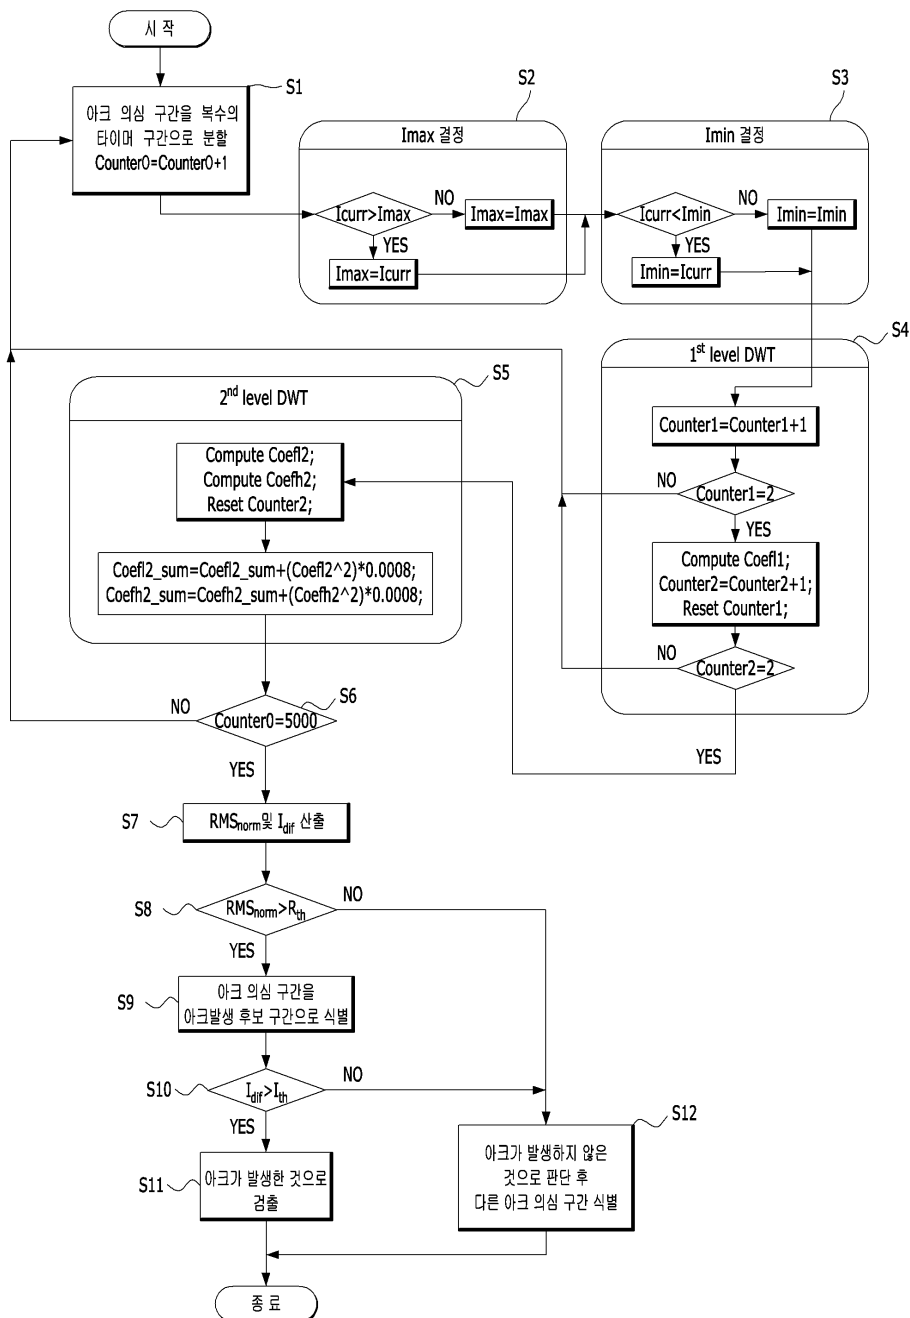 시 작
S1
아크 의심 구간을 복수의
타이머 구간으로 분할
Counter0=Counter0+1
S2
Imax 결정
Icurr>Imax
NO
Imax=Imax
YES
Imax=Icurr
S3
Imin 결정
Icurr<Imin
NO
Imin=Imin
YES
Imin=Icurr
S4
1st level DWT
Counter1=Counter1+1
NO
Counter1=2
YES
Compute Coefl1;
Counter2=Counter2+1;
Reset Counter1;
NO
Counter2=2
YES
S5
2nd level DWT
Compute Coefl2;
Compute Coefh2;
Reset Counter2;
Coefl2_sum=Coefl2_sum+(Coefl2^2)*0.0008;
Coefh2_sum=Coefh2_sum+(Coefh2^2)*0.0008;
S6
NO
Counter0=5000
YES
S7
RMSnorm및 Idif 산출
S8
RMSnorm>Rth
NO
YES
S9
아크 의심 구간을
아크발생 후보 구간으로 식별
S10
Idif>Ith
NO
YES
S11
아크가 발생한 것으로
검출
S12
아크가 발생하지 않은
것으로 판단 후
다른 아크 의심 구간 식별
종 료